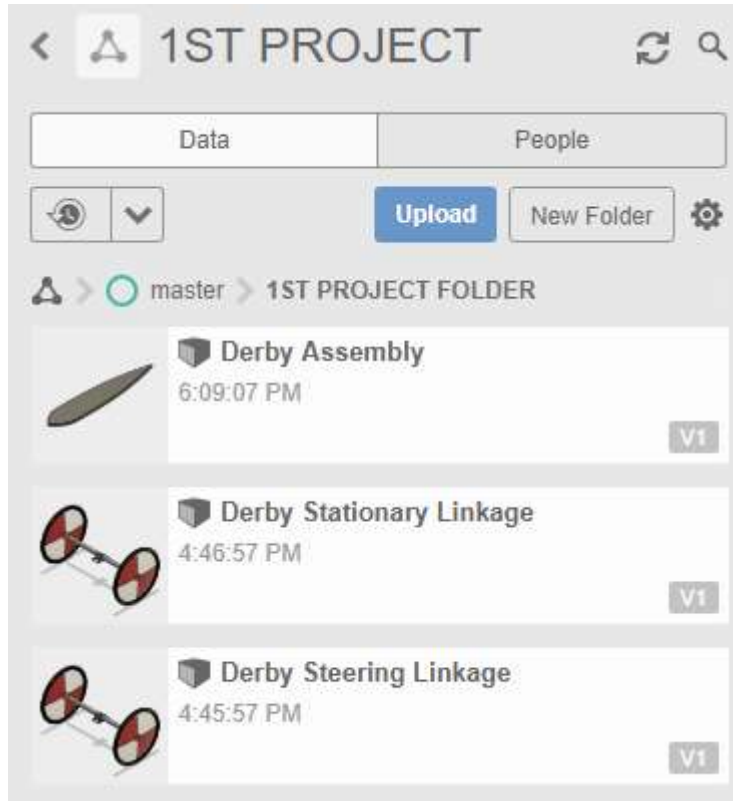 1ST PROJECT
Data People
Upload New Folder
master 1ST PROJECT FOLDER
Derby Assembly
6:09:07 PM
V1
Derby Stationary Linkage
4:46:57 PM
V1
Derby Steering Linkage
4:45:57 PM
V1